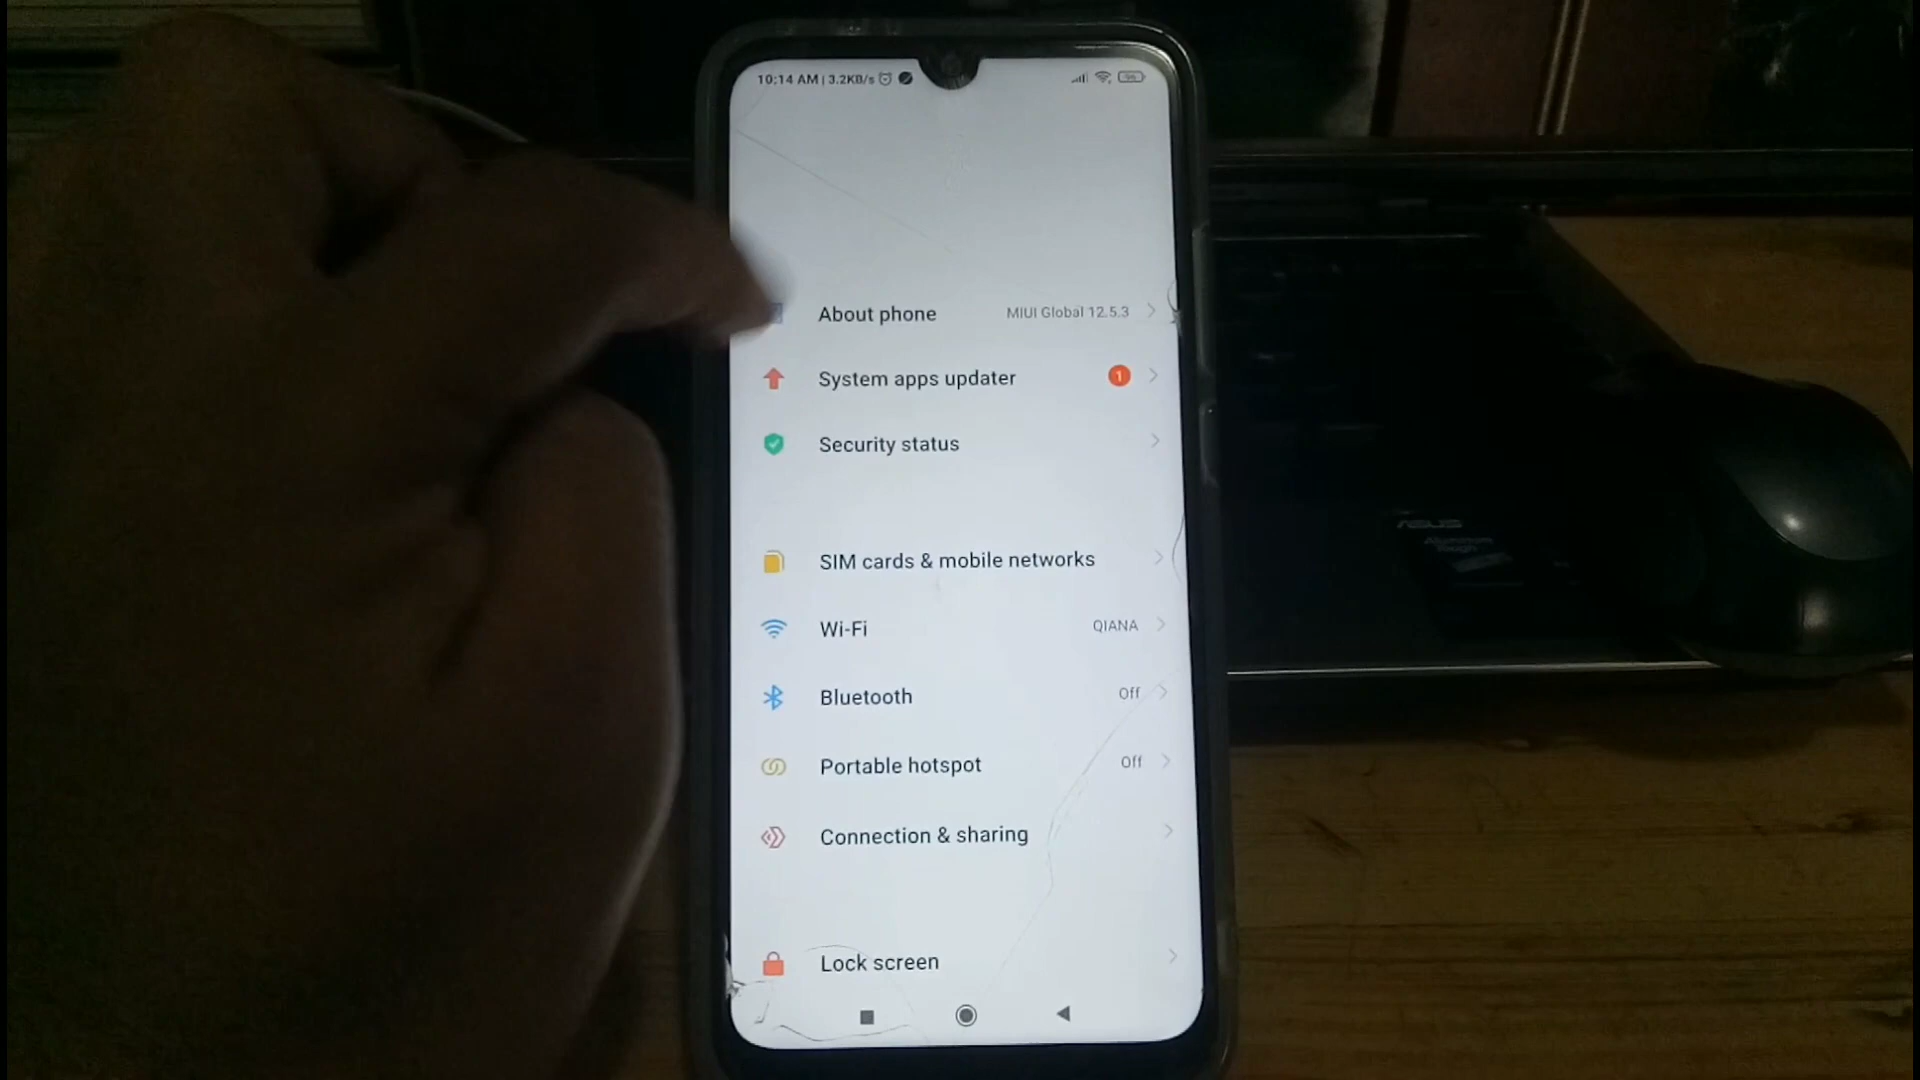 10:14 AM | 3.2KB/s
About phone MIUI Global 12.5.3
System apps updater 1
Security status
SIM cards & mobile networks
Wi-Fi QIANA
Bluetooth Off
Portable hotspot Off
Connection & sharing
Lock screen
ASUS